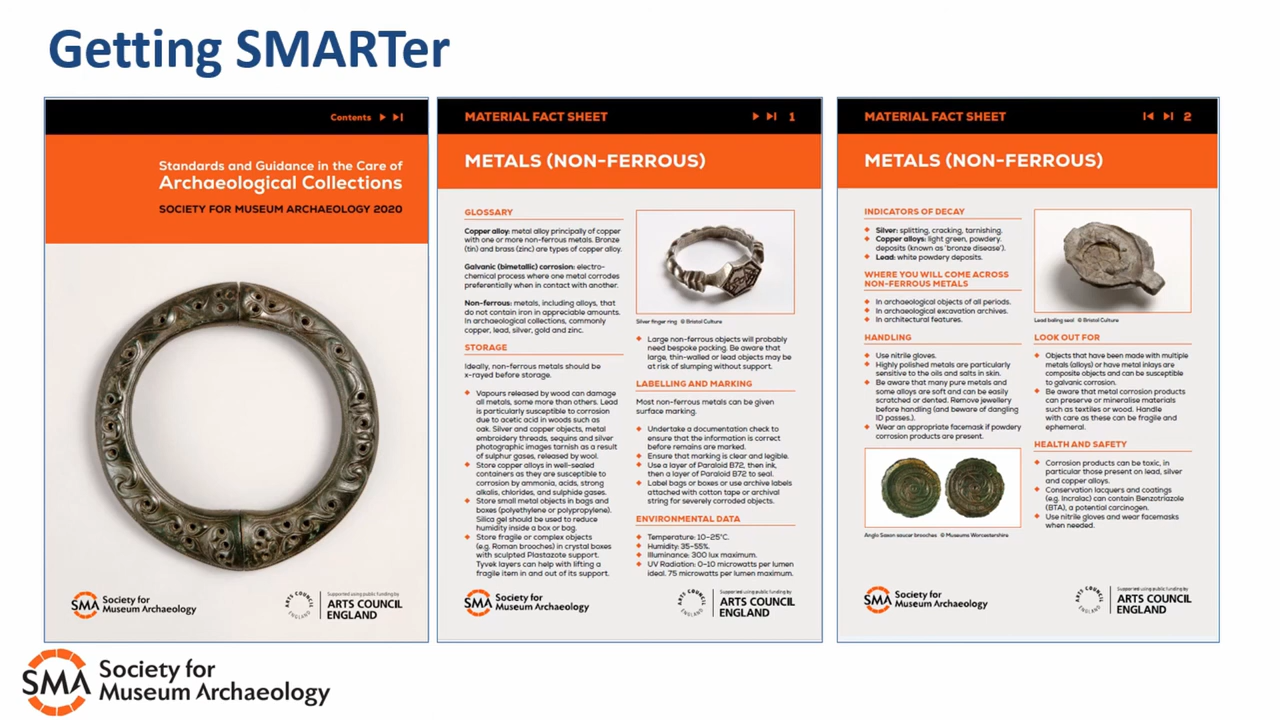 Getting SMARTer
Contents
Standards and Guidance in the Care of
Archaeological Collections
SOCIETY FOR MUSEUM ARCHAEOLOGY 2020
SMA Society for
Museum Archaeology
ARTS COUNCIL
ENGLAND
Supported using public funding by
ARTS COUNCIL
ENGLAND
MATERIAL FACT SHEET 1
METALS (NON-FERROUS)
GLOSSARY
Copper alloy: metal alloy principally of copper
with one or more non-ferrous metals. Bronze
(tin) and brass (zinc) are types of copper alloy.
Galvanic (bimetallic) corrosion: electro-
chemical process where one metal corrodes
preferentially when in contact with another.
Non-ferrous: metals, including alloys, that
do not contain iron in appreciable amounts.
In archaeological collections, commonly
copper, lead, silver, gold and zinc.
STORAGE
Ideally, non-ferrous metals should be
x-rayed before storage.
Vapours released by wood can damage
all metals, some more than others. Lead
is particularly susceptible to corrosion
due to acetic acid in woods such as
oak. Silver and copper objects, metal
embroidery threads, sequins and silver
photographic images tarnish as a result
of sulphur gases, released by wool.
Store copper alloys in well-sealed
containers as they are susceptible to
corrosion by ammonia, acids, strong
alkalis, chlorides, and sulphide gases.
Store small metal objects in bags and
boxes (polyethylene or polypropylene).
Silica gel should be used to reduce
humidity inside a box or bag.
Store fragile or complex objects
(e.g. Roman brooches) in crystal boxes
with sculpted Plastazote support.
Tyvek layers can help with lifting a
fragile item in and out of its support.
Silver finger ring © Bristol Culture
Large non-ferrous objects will probably
need bespoke packing. Be aware that
large, thin-walled or lead objects may be
at risk of slumping without support.
LABELLING AND MARKING
Most non-ferrous metals can be given
surface marking.
Undertake a documentation check to
ensure that the information is correct
before remains are marked.
Ensure that marking is clear and legible.
Use a layer of Paraloid B72, then ink,
then a layer of Paraloid B72 to seal.
Label bags or boxes or use archive labels
attached with cotton tape or archival
string for severely corroded objects.
ENVIRONMENTAL DATA
Temperature: 10–25°C.
Humidity: 35–55%.
Illuminance: 300 lux maximum.
UV Radiation: 0–10 microwatts per lumen
ideal. 75 microwatts per lumen maximum.
SMA Society for
Museum Archaeology
ARTS COUNCIL
ENGLAND
Supported using public funding by
ARTS COUNCIL
ENGLAND
MATERIAL FACT SHEET 2
METALS (NON-FERROUS)
INDICATORS OF DECAY
Silver: splitting, cracking, tarnishing.
Copper alloys: light green, powdery.
deposits (known as 'bronze disease').
Lead: white powdery deposits.
WHERE YOU WILL COME ACROSS
NON-FERROUS METALS
In archaeological objects of all periods.
In archaeological excavation archives.
In architectural features.
HANDLING
Use nitrile gloves.
Highly polished metals are particularly
sensitive to the oils and salts in skin.
Be aware that many pure metals and
some alloys are soft and can be easily
scratched or dented. Remove jewellery
before handling (and beware of dangling
ID passes.).
Wear an appropriate facemask if powdery
corrosion products are present.
Anglo Saxon saucer brooches © Museums Worcestershire
Lead baling seal © Bristol Culture
LOOK OUT FOR
Objects that have been made with multiple
metals (alloys) or have metal inlays are
composite objects and can be susceptible
to galvanic corrosion.
Be aware that metal corrosion products
can preserve or mineralise materials
such as textiles or wood. Handle
with care as these can be fragile and
ephemeral.
HEALTH AND SAFETY
Corrosion products can be toxic, in
particular those present on lead, silver
and copper alloys.
Conservation lacquers and coatings
(e.g. Incralac) can contain Benzotriazole
(BTA), a potential carcinogen.
Use nitrile gloves and wear facemasks
when needed.
SMA Society for
Museum Archaeology
ARTS COUNCIL
ENGLAND
Supported using public funding by
ARTS COUNCIL
ENGLAND
SMA Society for
Museum Archaeology